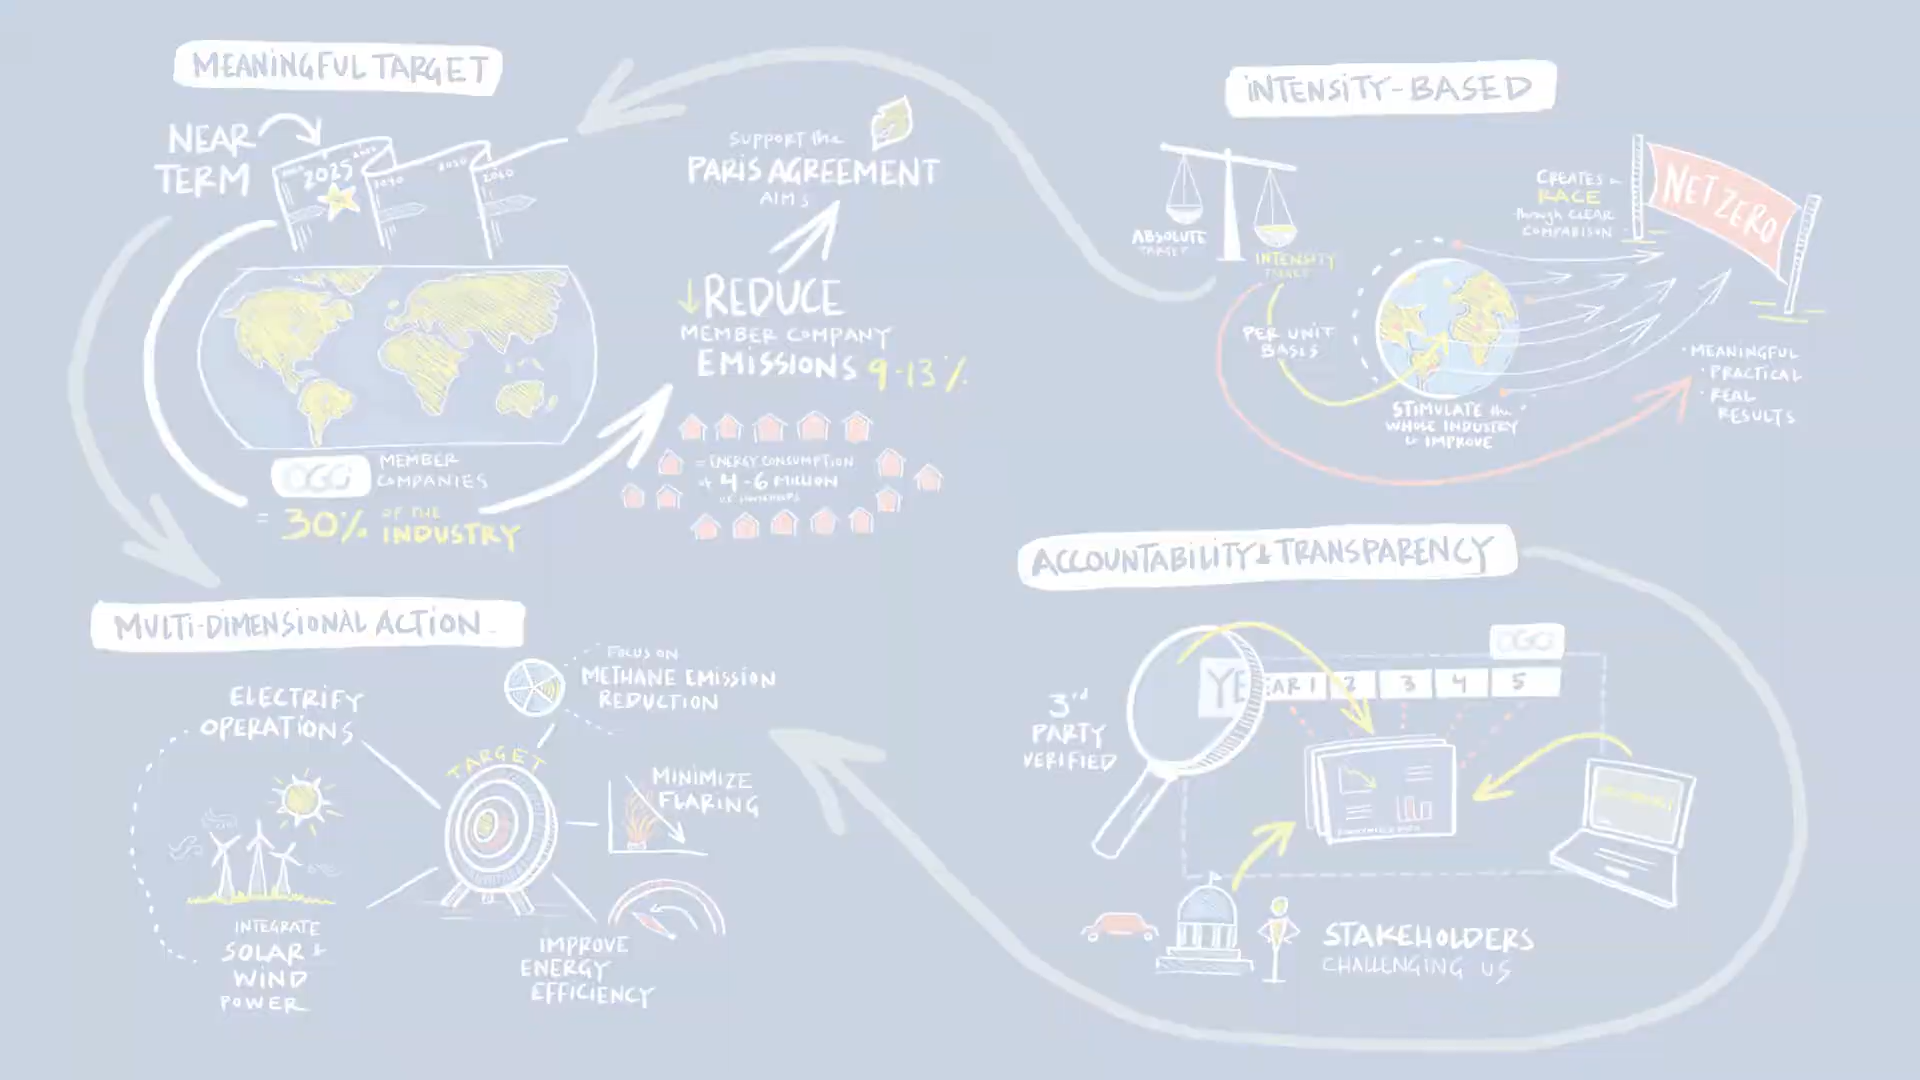 MEANINGFUL TARGET
NEAR
TERM
2025
2040
2050
2060
SUPPORT the
PARIS AGREEMENT
AIMS
REDUCE
MEMBER COMPANY
EMISSIONS 9-13%
= ENERGY CONSUMPTION
of 4-6 MILLION
OGCI MEMBER
COMPANIES
= 30% OF THE
INDUSTRY
INTENSITY-BASED
ABSOLUTE
TARGET
INTENSITY
TARGET
PER UNIT
BASIS
CREATES a
RACE
through CLEAR
COMPARISON
NET ZERO
STIMULATE the
WHOLE INDUSTRY
to IMPROVE
· MEANINGFUL
· PRACTICAL
· REAL
RESULTS
MULTI-DIMENSIONAL ACTION
ELECTRIFY
OPERATIONS
FOCUS ON
METHANE EMISSION
REDUCTION
TARGET
MINIMIZE
FLARING
INTEGRATE
SOLAR &
WIND
POWER
IMPROVE
ENERGY
EFFICIENCY
ACCOUNTABILITY & TRANSPARENCY
OGCI
YEAR 1 2 3 4 5
3rd
PARTY
VERIFIED
STAKEHOLDERS
CHALLENGING US